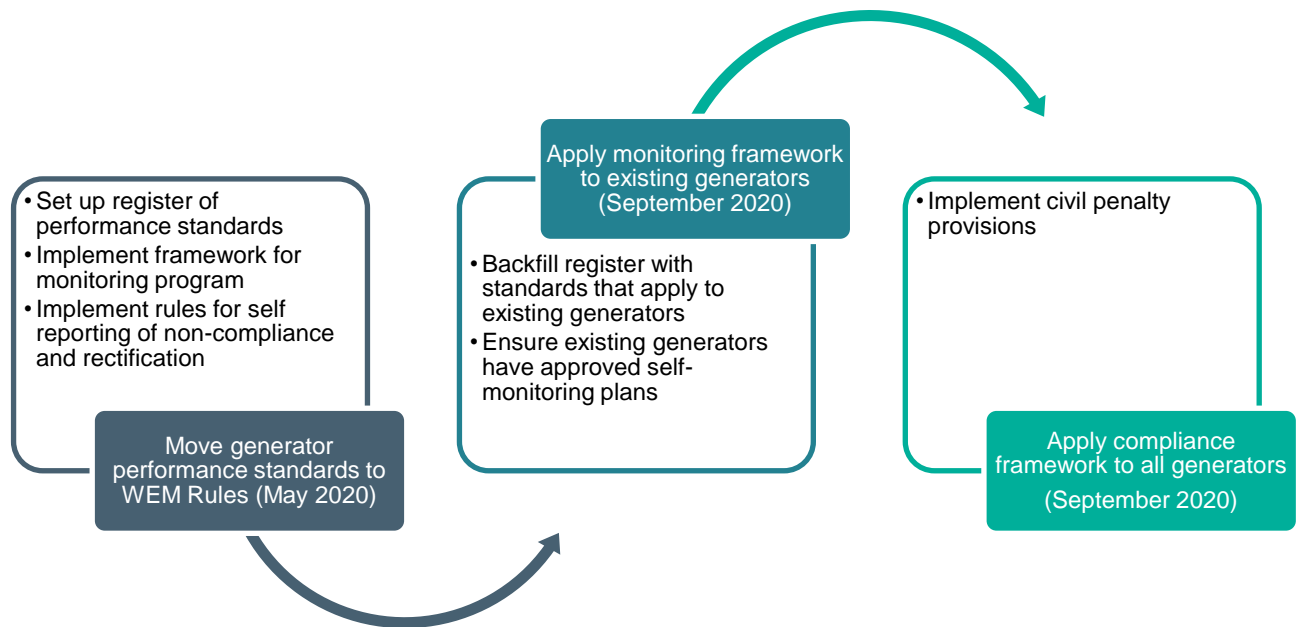 • Set up register of
performance standards
• Implement framework for
monitoring program
• Implement rules for self
reporting of non-compliance
and rectification
Move generator
performance standards to
WEM Rules (May 2020)
Apply monitoring framework
to existing generators
(September 2020)
• Backfill register with
standards that apply to
existing generators
• Ensure existing generators
have approved self-
monitoring plans
• Implement civil penalty
provisions
Apply compliance
framework to all generators
(September 2020)